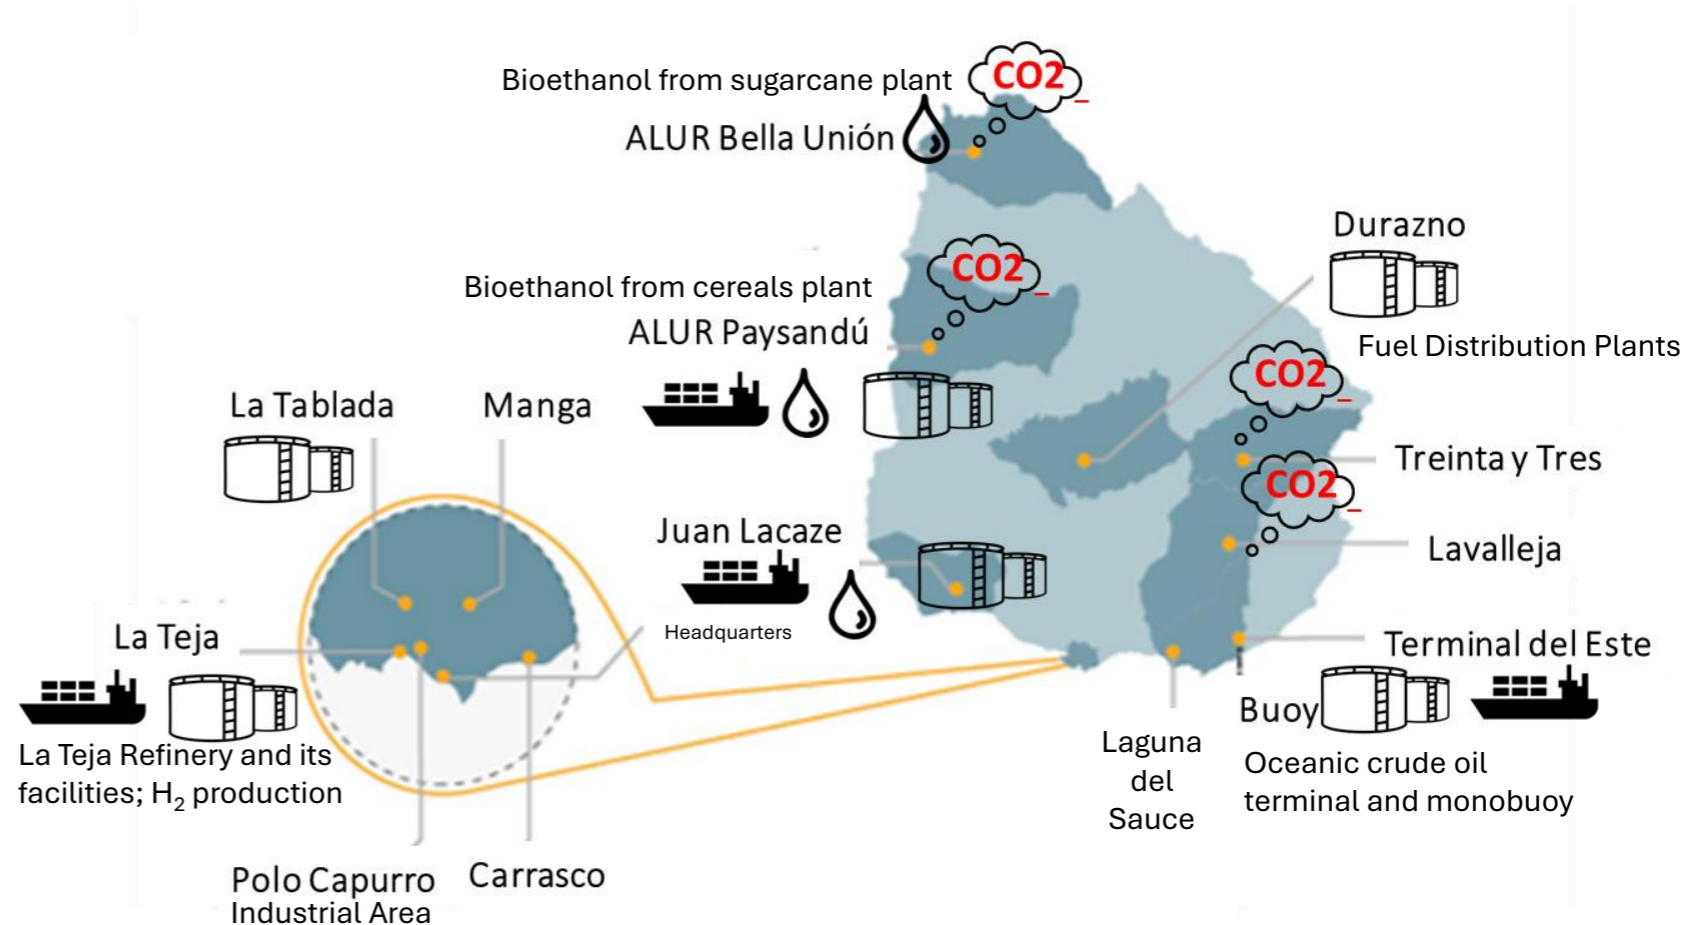 Bioethanol from sugarcane plant
CO2
ALUR Bella Unión
Durazno
CO2
Bioethanol from cereals plant
ALUR Paysandú
Fuel Distribution Plants
CO2
La Tablada
Manga
Treinta y Tres
CO2
Juan Lacaze
Lavalleja
Headquarters
La Teja
Terminal del Este
Buoy
La Teja Refinery and its
facilities; H₂ production
Laguna
del
Sauce
Oceanic crude oil
terminal and monobuoy
Polo Capurro
Industrial Area
Carrasco